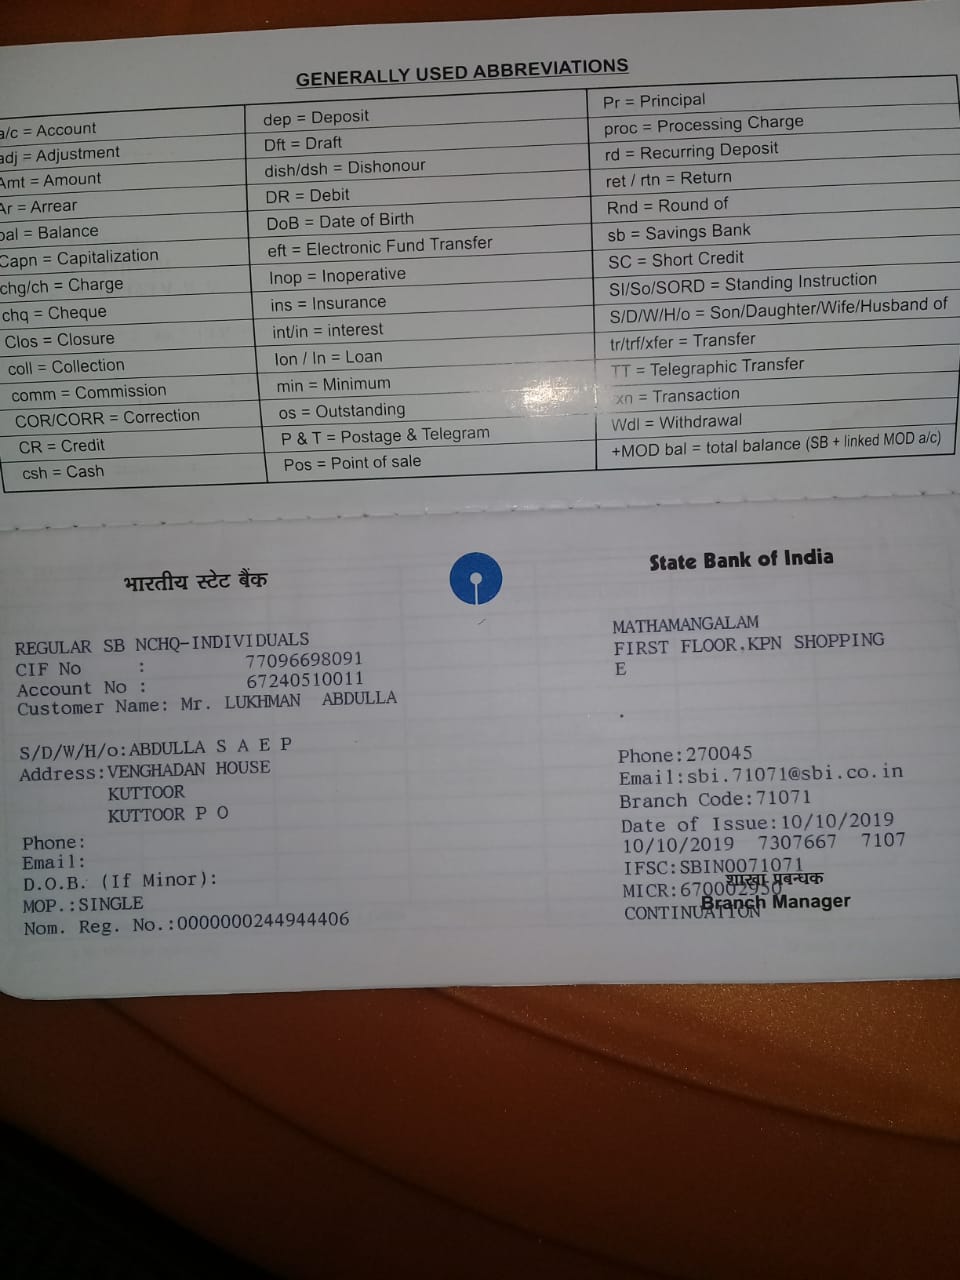 GENERALLY USED ABBREVIATIONS
a/c = Account
adj = Adjustment
Amt = Amount
Ar = Arrear
bal = Balance
Capn = Capitalization
chg/ch = Charge
chq = Cheque
Clos = Closure
coll = Collection
comm = Commission
COR/CORR = Correction
CR = Credit
csh = Cash
dep = Deposit
Dft = Draft
dish/dsh = Dishonour
DR = Debit
DoB = Date of Birth
eft = Electronic Fund Transfer
Inop = Inoperative
ins = Insurance
int/in = interest
lon / ln = Loan
min = Minimum
os = Outstanding
P & T = Postage & Telegram
Pos = Point of sale
Pr = Principal
proc = Processing Charge
rd = Recurring Deposit
ret / rtn = Return
Rnd = Round of
sb = Savings Bank
SC = Short Credit
SI/So/SORD = Standing Instruction
S/D/W/H/o = Son/Daughter/Wife/Husband of
tr/trf/xfer = Transfer
TT = Telegraphic Transfer
xn = Transaction
Wdl = Withdrawal
+MOD bal = total balance (SB + linked MOD a/c)
भारतीय स्टेट बैंक
State Bank of India
REGULAR SB NCHQ-INDIVIDUALS
CIF No : 77096698091
Account No : 67240510011
Customer Name: Mr. LUKHMAN ABDULLA
S/D/W/H/o:ABDULLA S A E P
Address:VENGHADAN HOUSE
KUTTOOR
KUTTOOR P O
Phone:
Email:
D.O.B. (If Minor):
MOP.:SINGLE
Nom. Reg. No.:0000000244944406
MATHAMANGALAM
FIRST FLOOR,KPN SHOPPING
E
.
Phone:270045
Email:sbi.71071@sbi.co.in
Branch Code:71071
Date of Issue:10/10/2019
10/10/2019 7307667 7107
IFSC:SBIN0071071
शाखा प्रबन्धक
MICR:670002950
Branch Manager
CONTINUATION